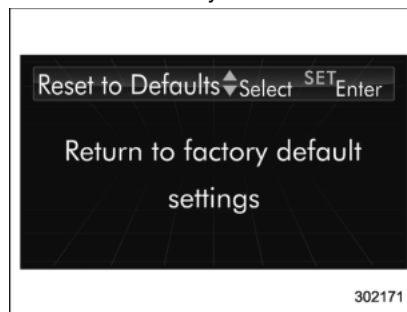 Reset to Defaults Select SET Enter
Return to factory default
settings
302171